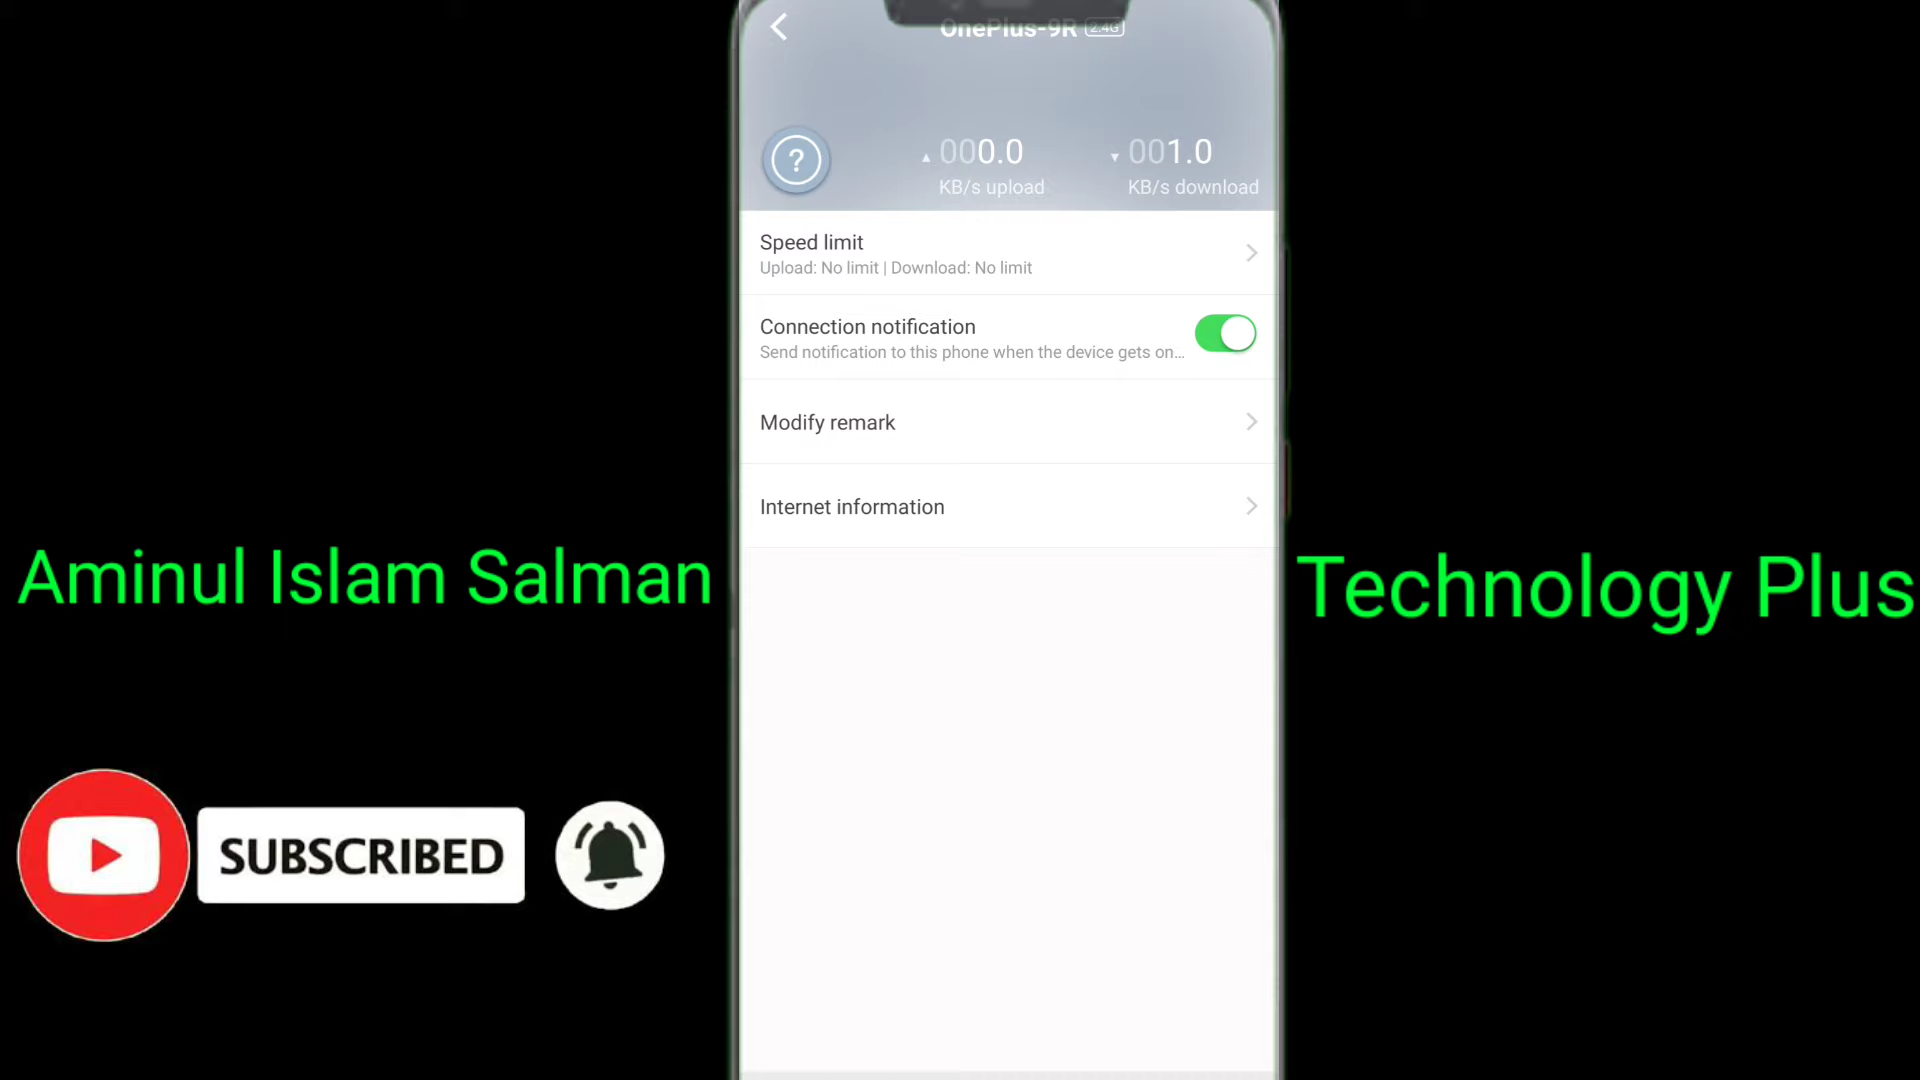 OnePlus-9R 2.4G
?
000.0
KB/s upload
001.0
KB/s download
Speed limit
Upload: No limit | Download: No limit
Connection notification
Send notification to this phone when the device gets on...
Modify remark
Internet information
Aminul Islam Salman
Technology Plus
SUBSCRIBED